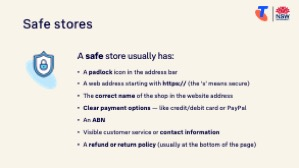 Safe stores
NSW
A safe store usually has:
• A padlock icon in the address bar
• A web address starting with https:// (the 's' means secure)
• The correct name of the shop in the website address
• Clear payment options — like credit/debit card or PayPal
• An ABN
• Visible customer service or contact information
• A refund or return policy (usually at the bottom of the page)